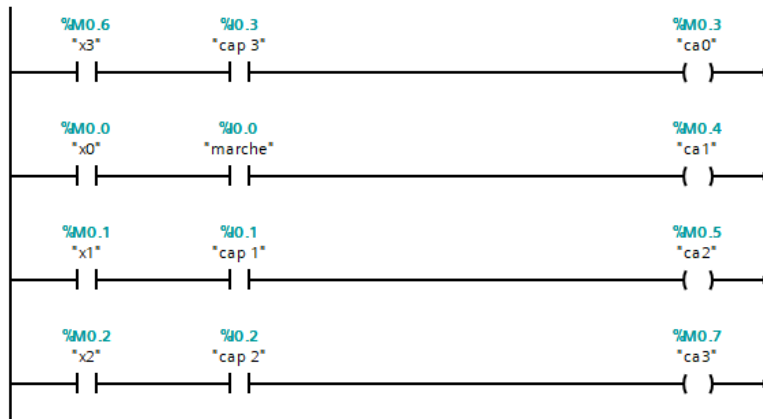 %M0.6 %I0.3 %M0.3
"x3" "cap 3" "ca0"
%M0.0 %I0.0 %M0.4
"x0" "marche" "ca1"
%M0.1 %I0.1 %M0.5
"x1" "cap 1" "ca2"
%M0.2 %I0.2 %M0.7
"x2" "cap 2" "ca3"